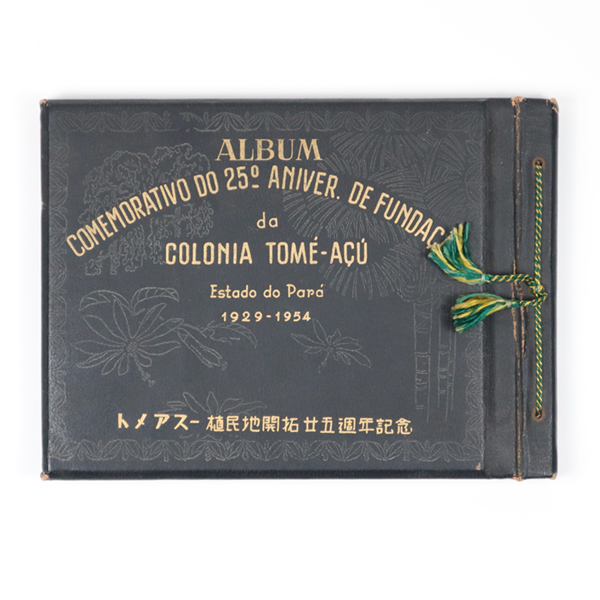 ALBUM
COMEMORATIVO DO 25º ANIVER. DE FUNDAÇ
da
COLONIA TOMÉ-AÇÚ
Estado do Pará
1929-1954
トメアスー植民地開拓廿五週年記念